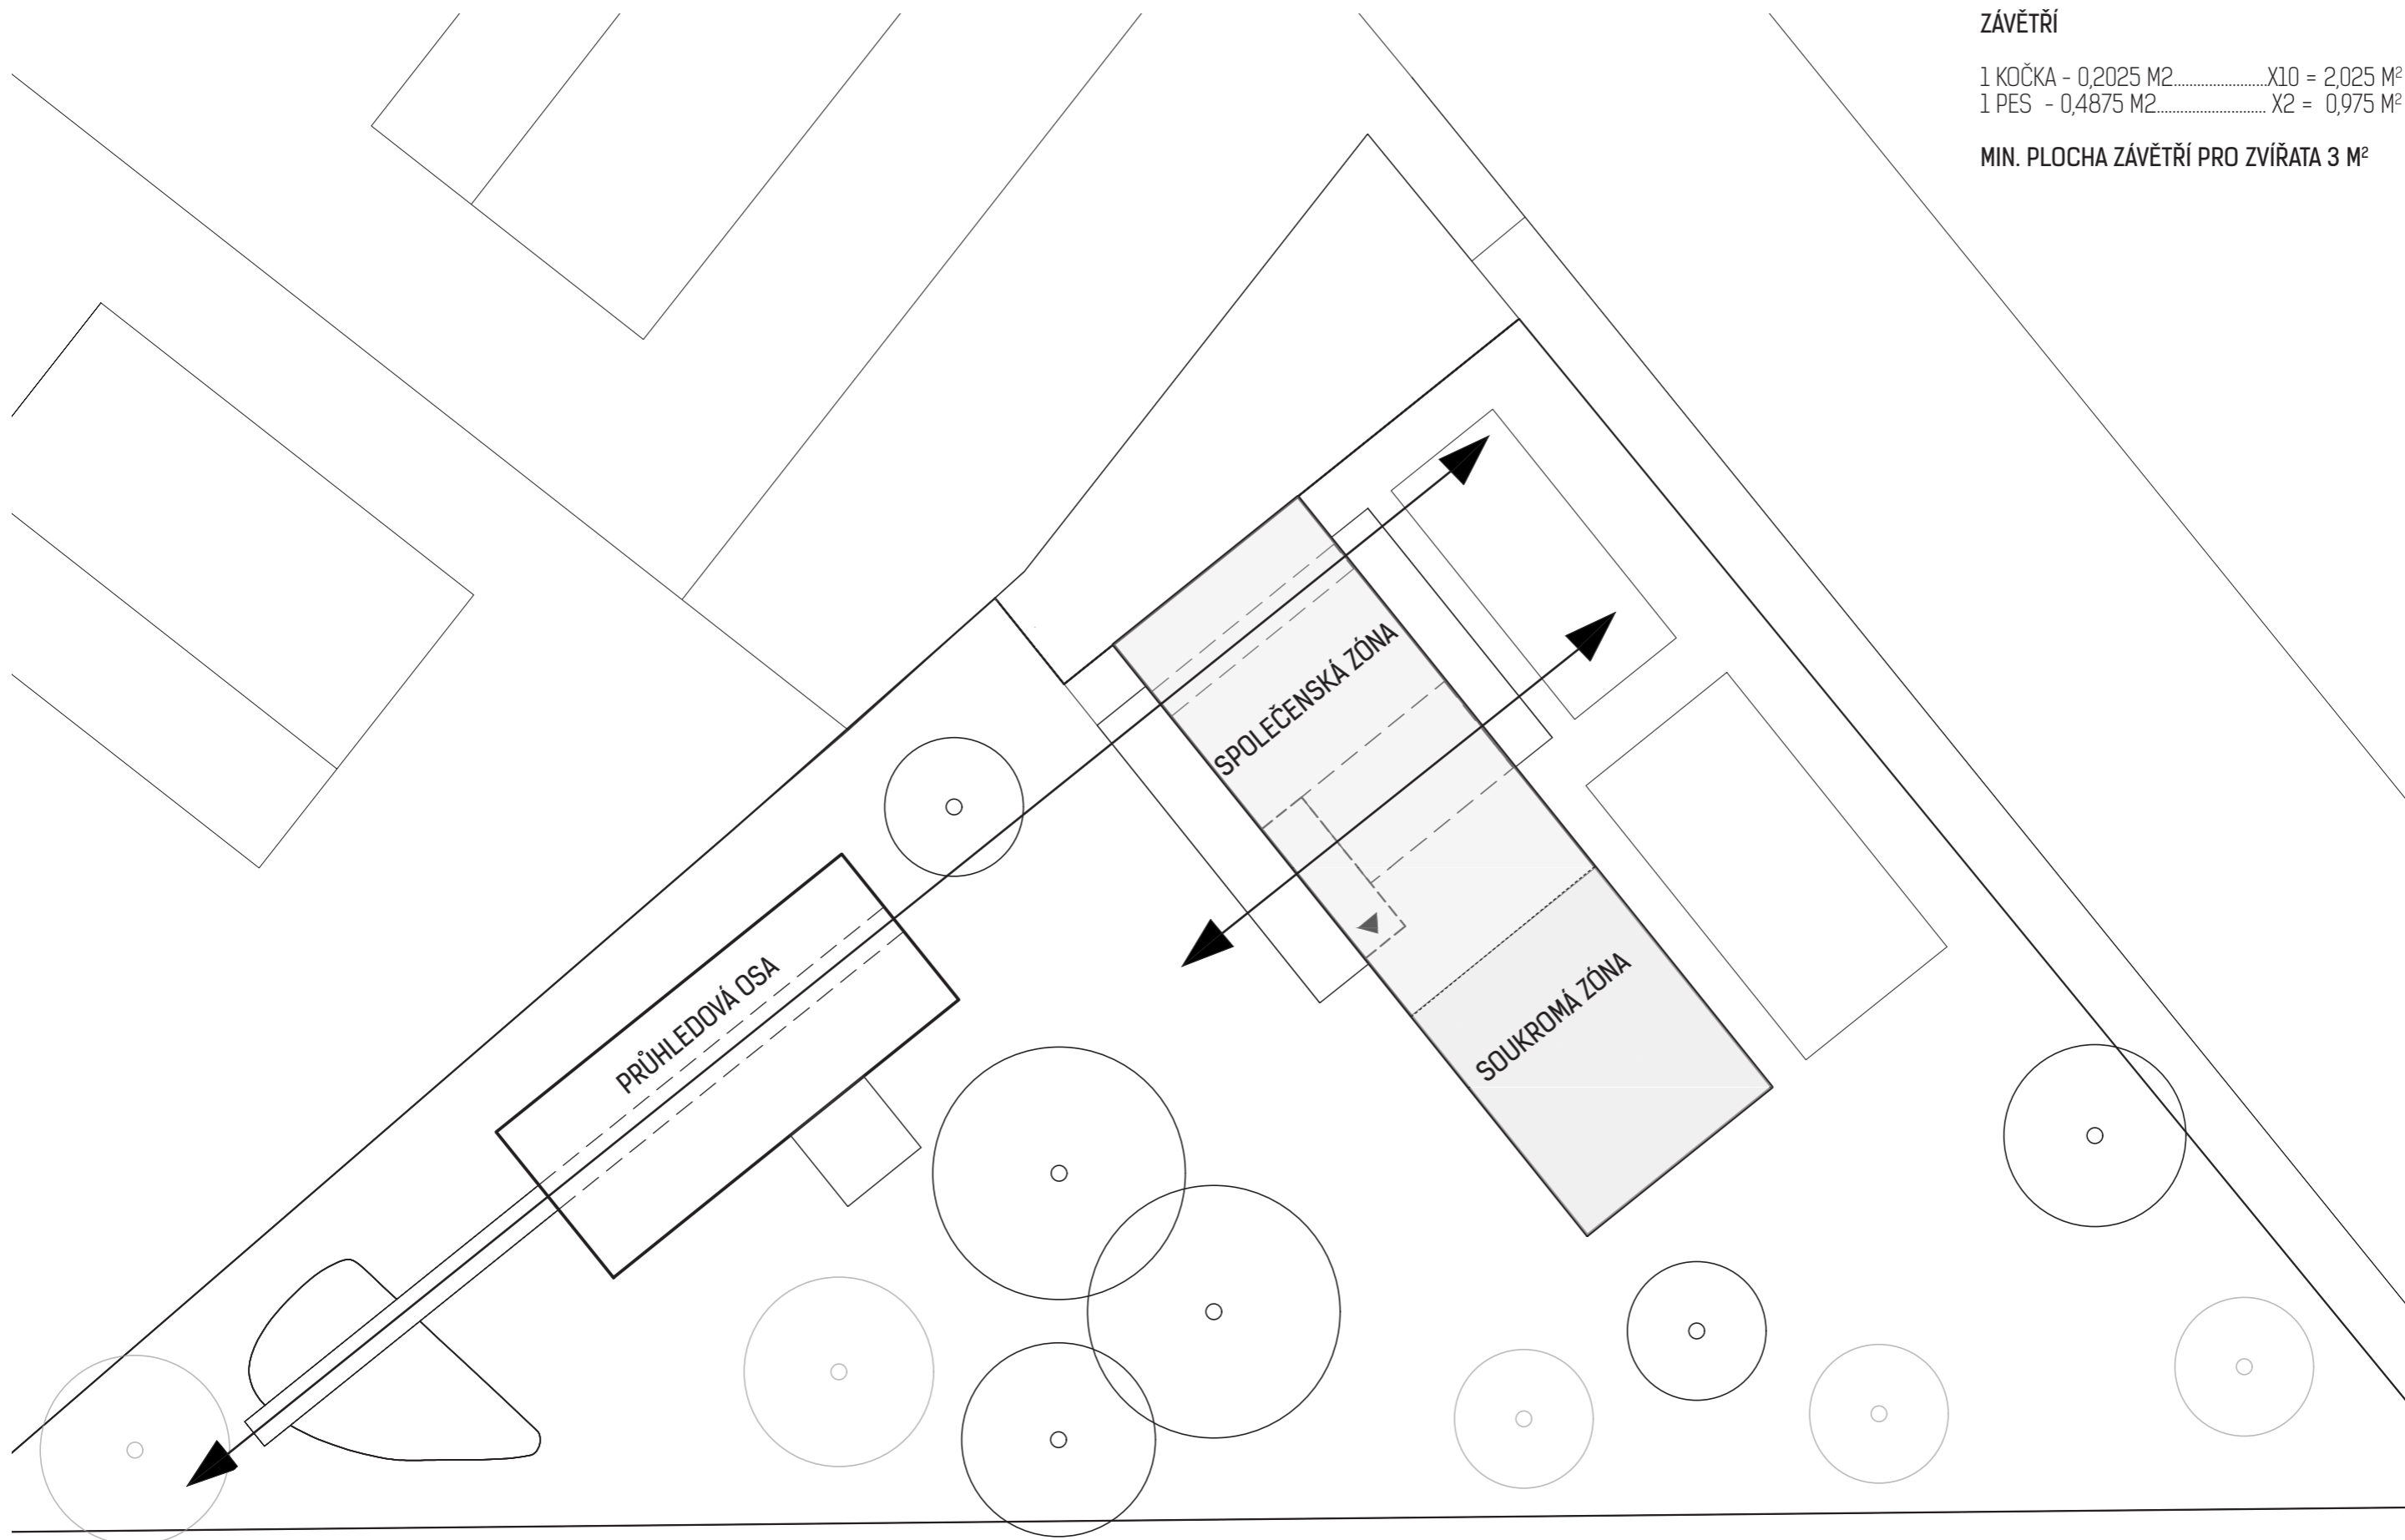 ZÁVĚTŘÍ
1 KOČKA - 0,2025 M2......................X10 = 2,025 M²
1 PES - 0,4875 M2......................... X2 = 0,975 M²
MIN. PLOCHA ZÁVĚTŘÍ PRO ZVÍŘATA 3 M²
SPOLEČENSKÁ ZÓNA
PRŮHLEDOVÁ OSA
SOUKROMÁ ZÓNA